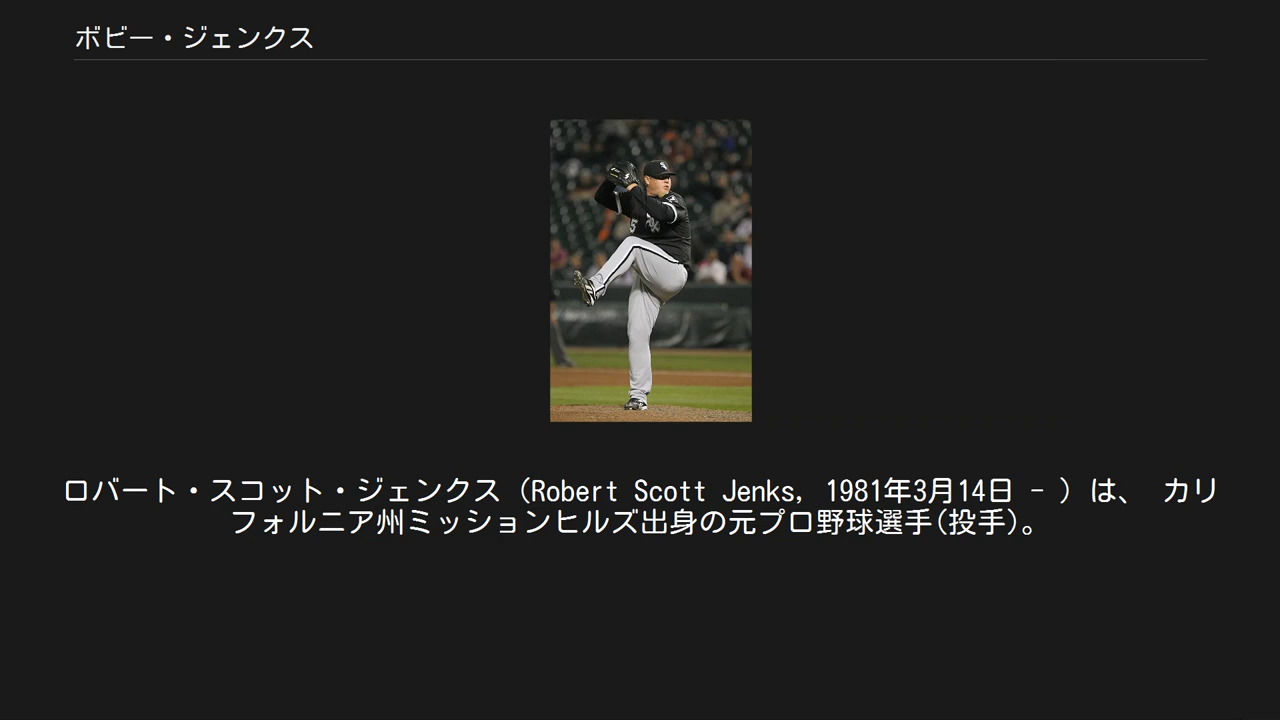 ボビー・ジェンクス
ロバート・スコット・ジェンクス（Robert Scott Jenks, 1981年3月14日 - ）は、 カリ
フォルニア州ミッションヒルズ出身の元プロ野球選手(投手)。